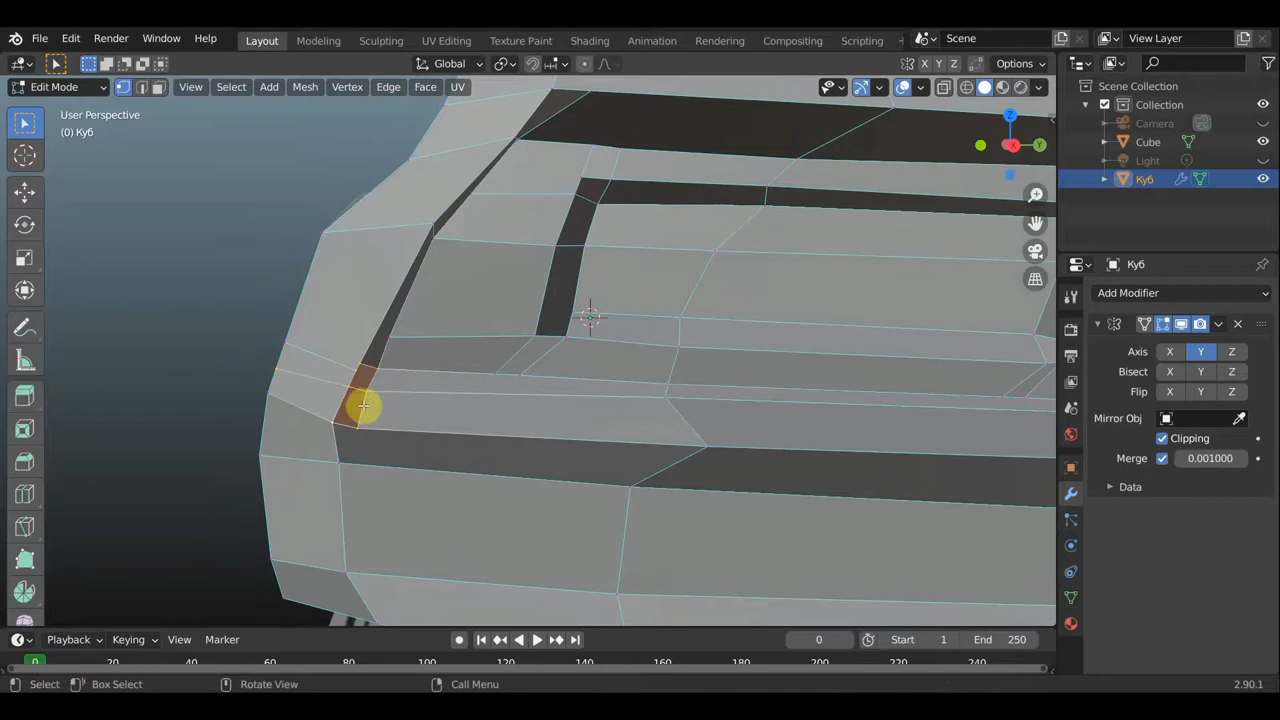 File Edit Render Window Help Layout Modeling Sculpting UV Editing Texture Paint Shading Animation Rendering Compositing Scripting Scene View Layer
Global Options
Edit Mode View Select Add Mesh Vertex Edge Face UV X Y Z
User Perspective
(0) Куб
Z
Y
X
Scene Collection
Collection
Camera
Cube
Light
Куб
Куб
Add Modifier
Axis X Y Z
Bisect X Y Z
Flip X Y Z
Mirror Obj
Clipping
Merge 0.001000
Data
Playback Keying View Marker 0 Start 1 End 250
0 20 40 60 80 100 120 140 160 180 200 220 240
Select Box Select Rotate View Call Menu 2.90.1